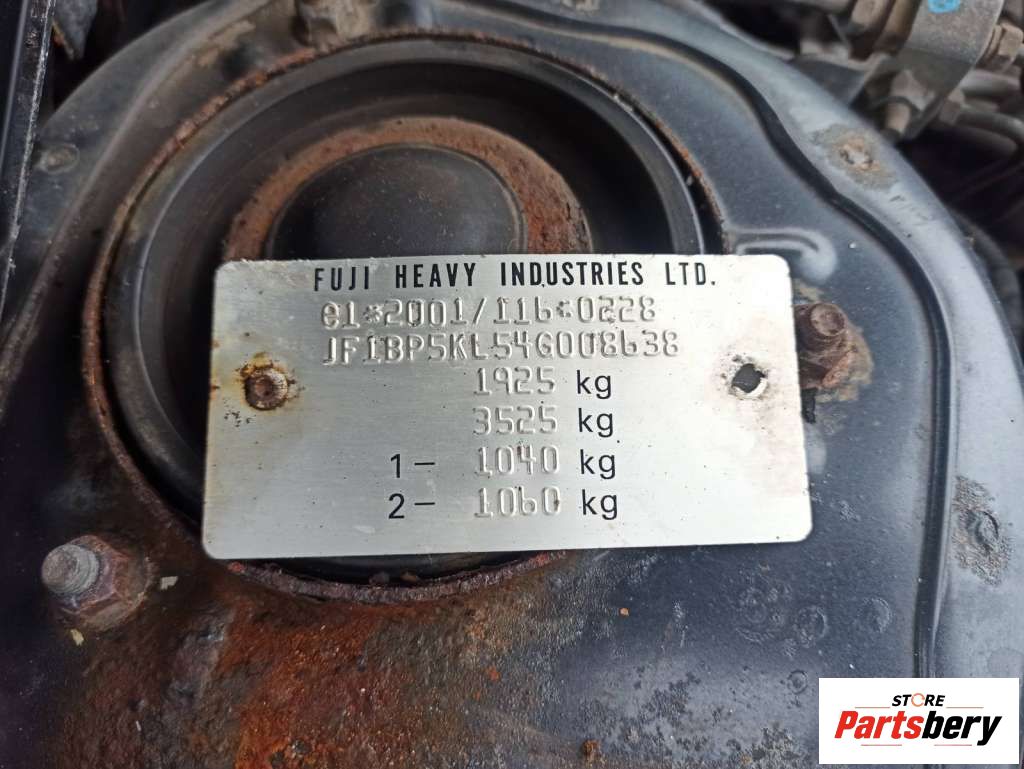 FUJI HEAVY INDUSTRIES LTD.
e1*2001/116*0228
JF1BP5KL54G008638
1925 kg
3525 kg
1- 1040 kg
2- 1060 kg
STORE
Partsbery